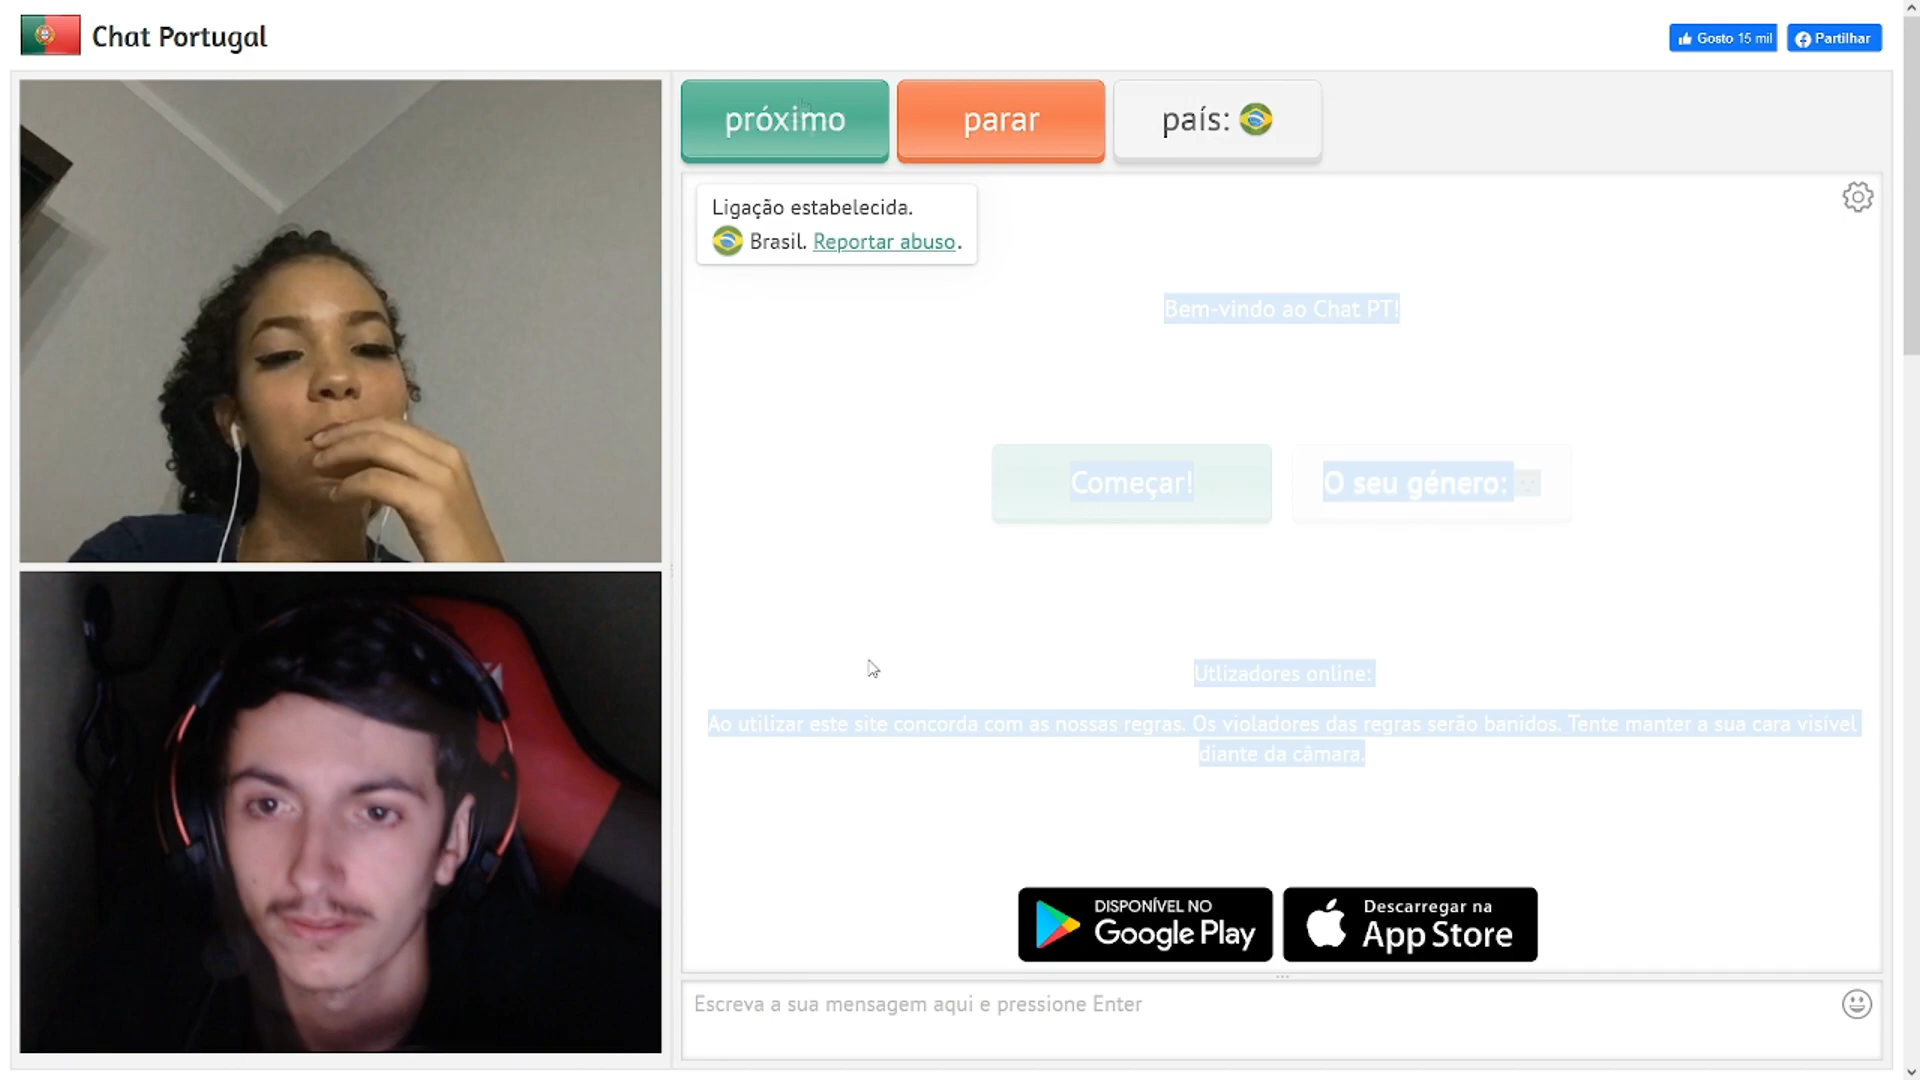 Chat Portugal
Gosto 15 mil
Partilhar
próximo
parar
país:
Ligação estabelecida.
Brasil. Reportar abuso.
Bem-vindo ao Chat PT!
Começar!
O seu género:
Utlizadores online:
Ao utilizar este site concorda com as nossas regras. Os violadores das regras serão banidos. Tente manter a sua cara visível
diante da câmara.
DISPONÍVEL NO
Google Play
Descarregar na
App Store
Escreva a sua mensagem aqui e pressione Enter